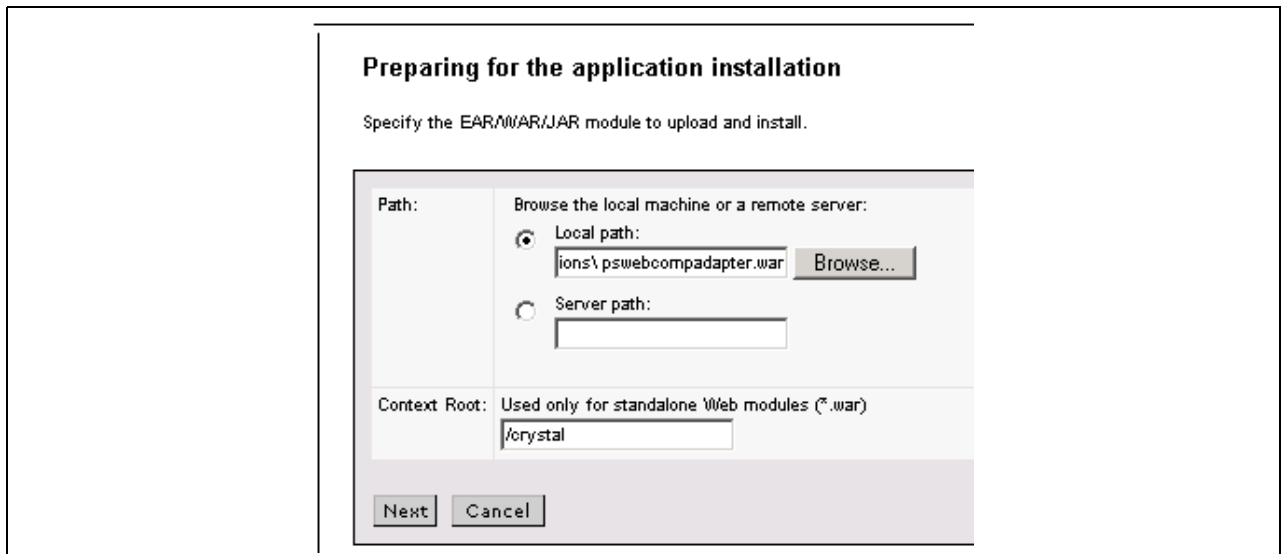 Preparing for the application installation
Specify the EAR/WAR/JAR module to upload and install.
Path:
Browse the local machine or a remote server:
Local path:
ions\ pswebcompadapter.war
Browse...
Server path:
Context Root:
Used only for standalone Web modules (*.war)
/crystal
Next
Cancel